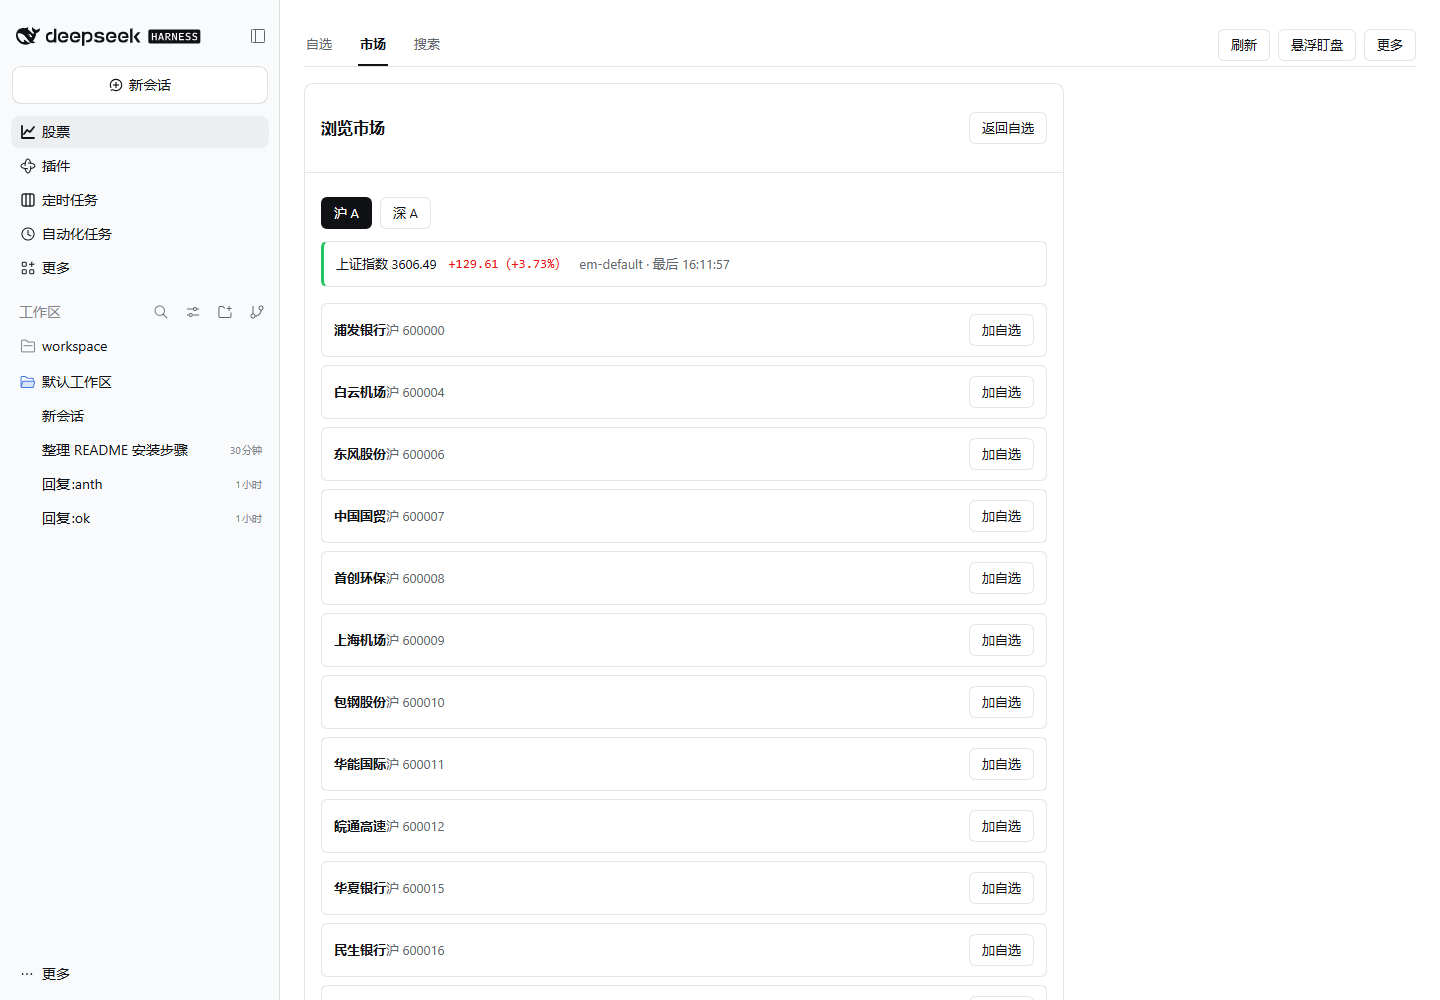 deepseek HARNESS
新会话
股票
插件
定时任务
自动化任务
更多
工作区
workspace
默认工作区
新会话
整理 README 安装步骤 30分钟
回复:anth 1小时
回复:ok 1小时
更多
自选 市场 搜索
刷新 悬浮盯盘 更多
浏览市场 返回自选
沪 A 深 A
上证指数 3606.49 +129.61 (+3.73%) em-default · 最后 16:11:57
浦发银行沪 600000 加自选
白云机场沪 600004 加自选
东风股份沪 600006 加自选
中国国贸沪 600007 加自选
首创环保沪 600008 加自选
上海机场沪 600009 加自选
包钢股份沪 600010 加自选
华能国际沪 600011 加自选
皖通高速沪 600012 加自选
华夏银行沪 600015 加自选
民生银行沪 600016 加自选